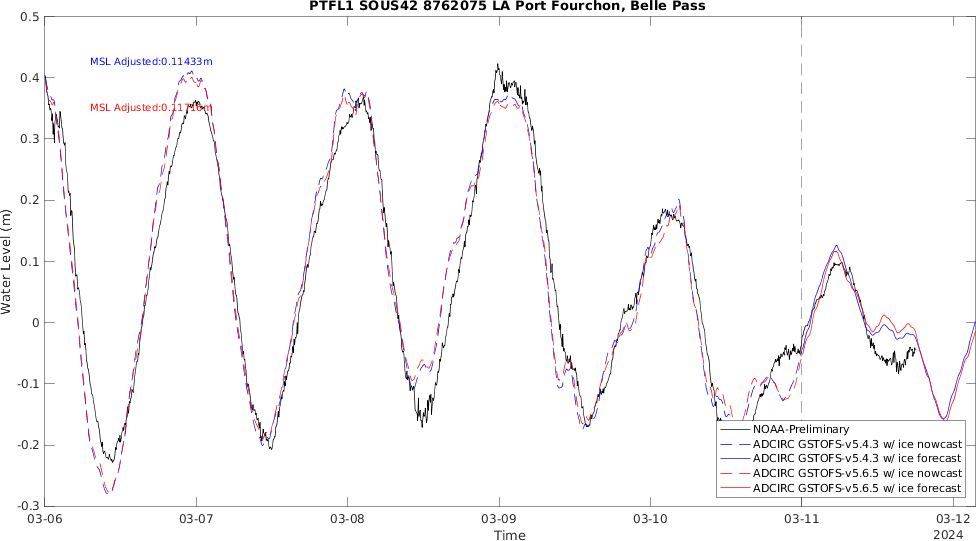 PTFL1 SOUS42 8762075 LA Port Fourchon, Belle Pass
0.5
0.4
0.3
0.2
0.1
0
-0.1
-0.2
-0.3
Water Level (m)
MSL Adjusted:0.11433m
MSL Adjusted:0.11716m
NOAA-Preliminary
ADCIRC GSTOFS-v5.4.3 w/ ice nowcast
ADCIRC GSTOFS-v5.4.3 w/ ice forecast
ADCIRC GSTOFS-v5.6.5 w/ ice nowcast
ADCIRC GSTOFS-v5.6.5 w/ ice forecast
03-06 03-07 03-08 03-09 03-10 03-11 03-12
Time
2024